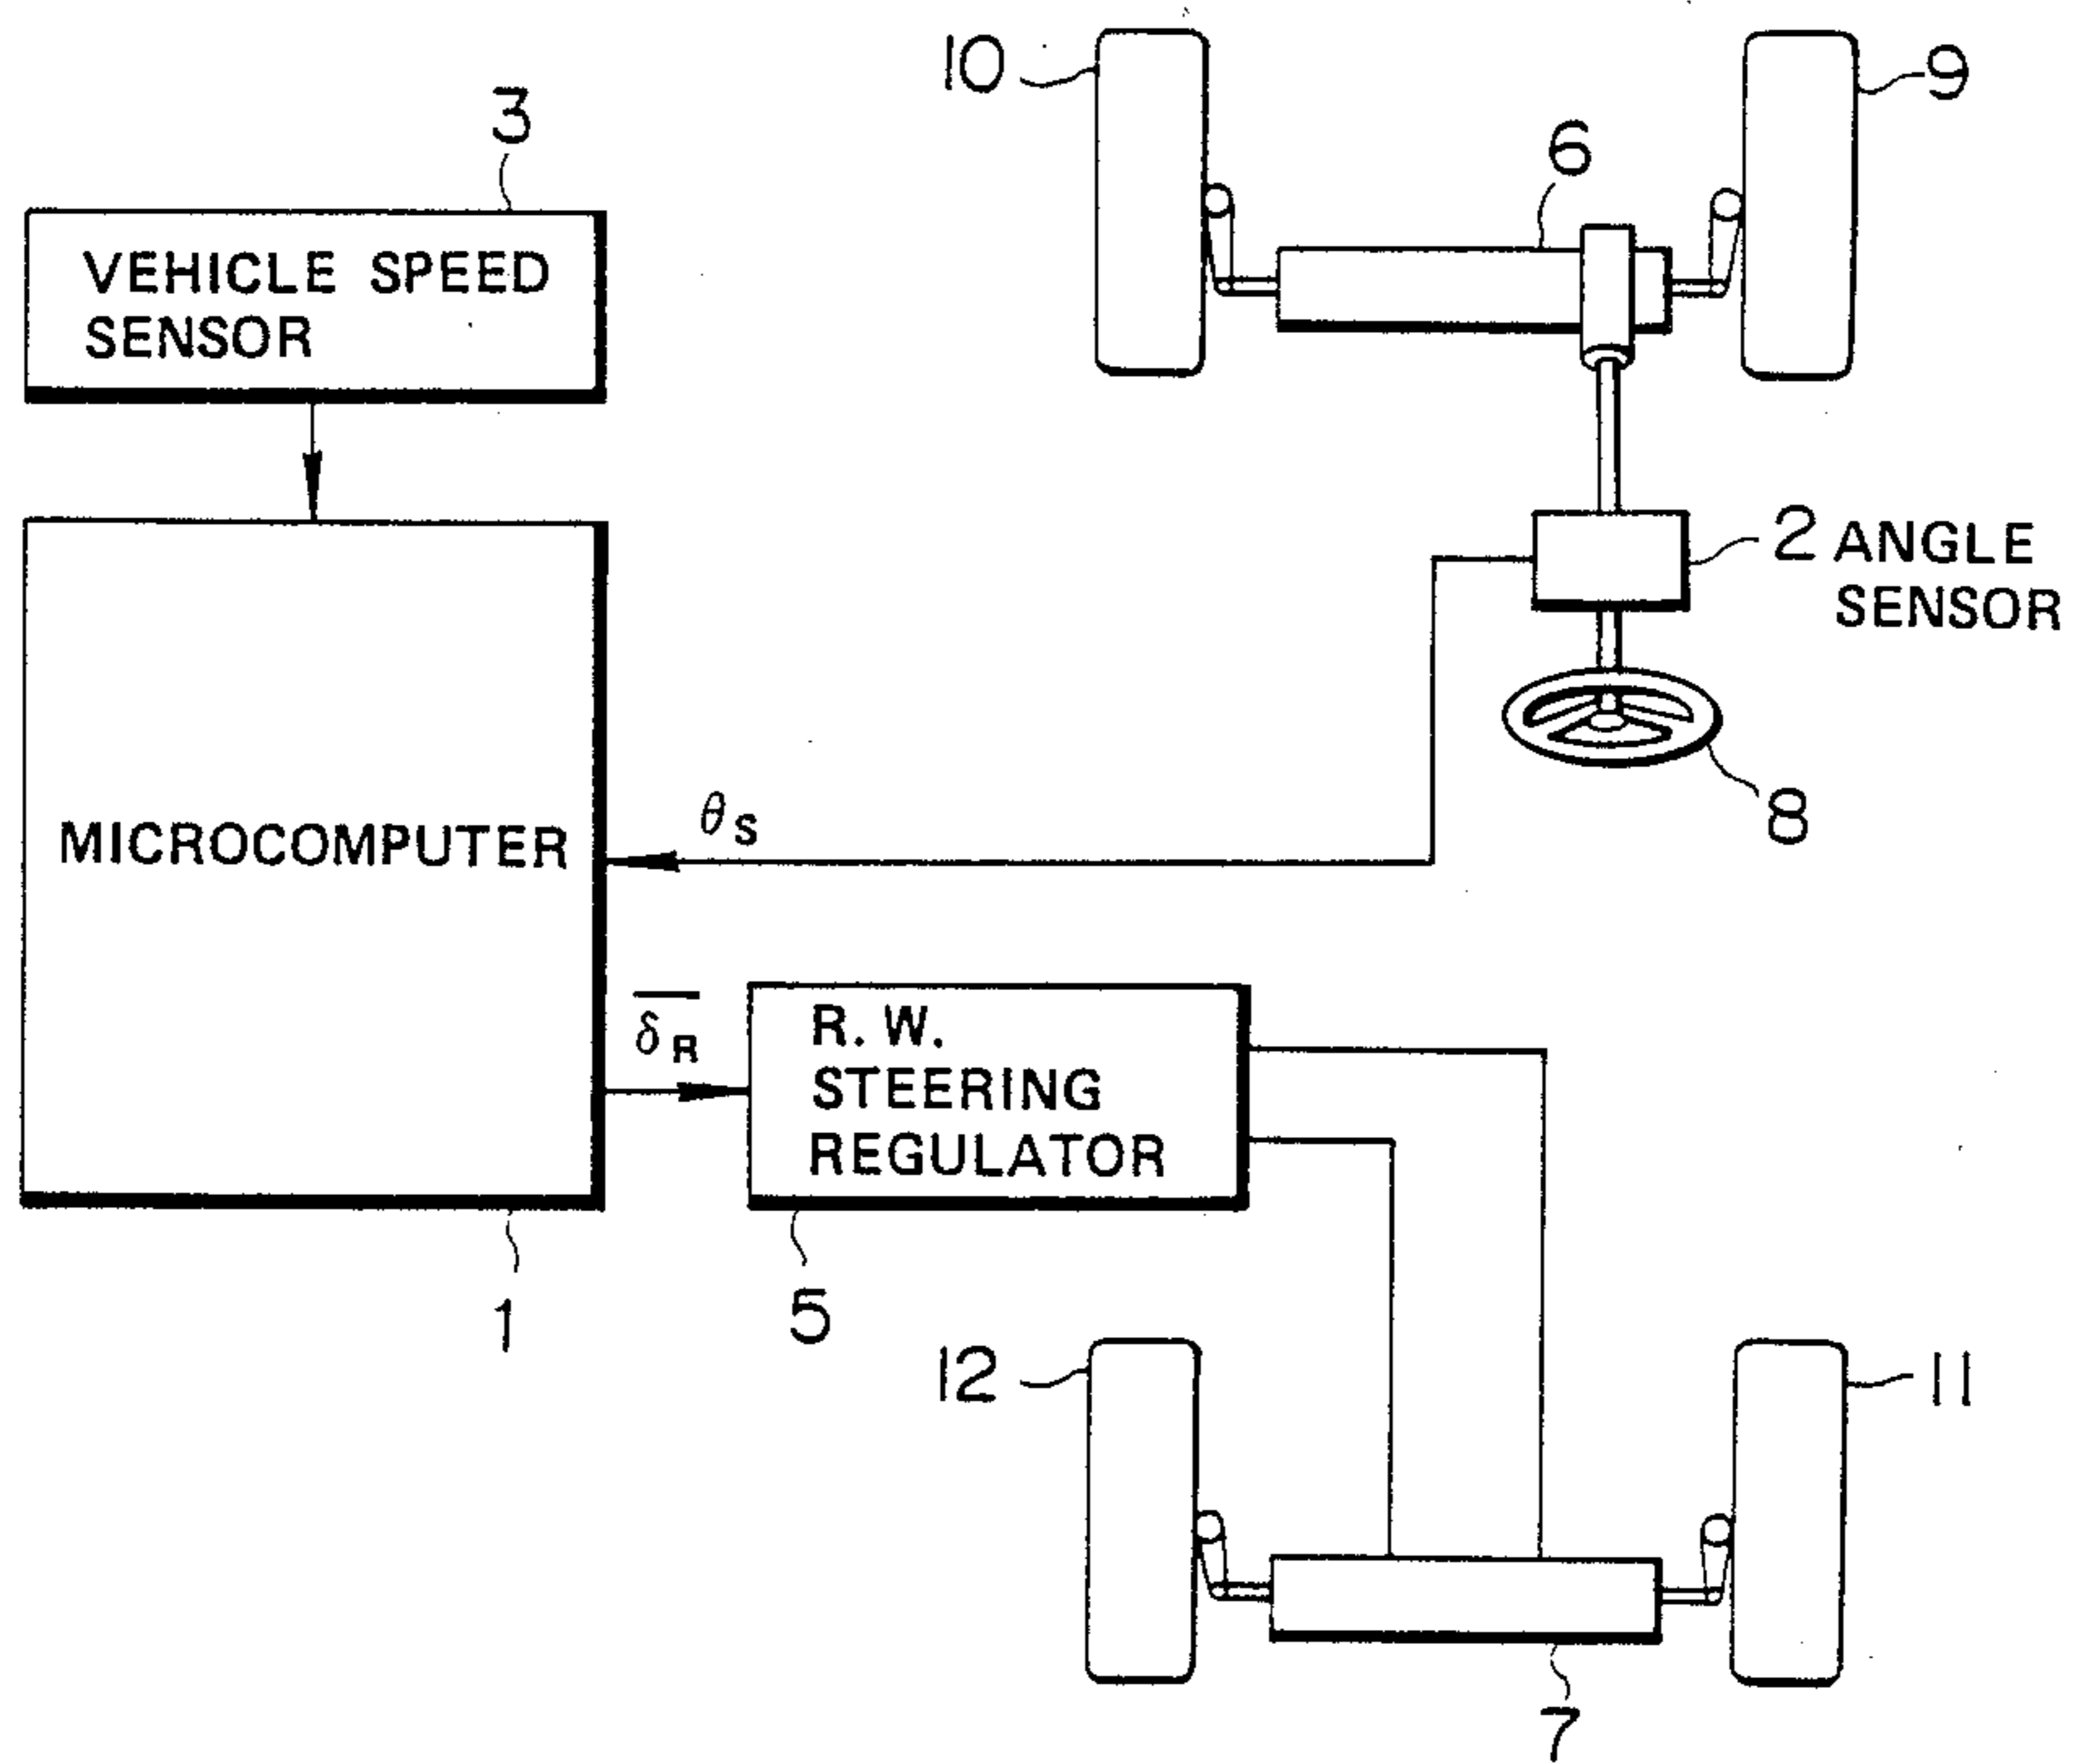 10
9
3
6
VEHICLE SPEED
SENSOR
2 ANGLE
SENSOR
θS
8
MICROCOMPUTER
δR
R. W.
STEERING
REGULATOR
1
5
12
11
7